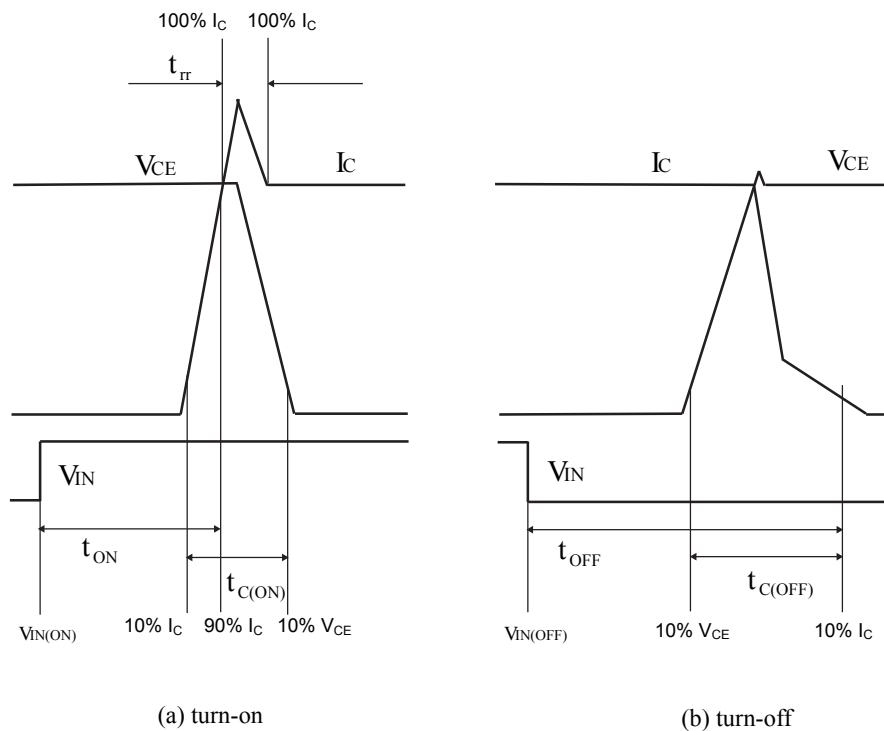 100% IC 100% IC
trr
VCE IC
IC VCE
VIN
VIN
tON
tC(ON)
tOFF
tC(OFF)
VIN(ON) 10% IC 90% IC 10% VCE
VIN(OFF) 10% VCE 10% IC
(a) turn-on
(b) turn-off